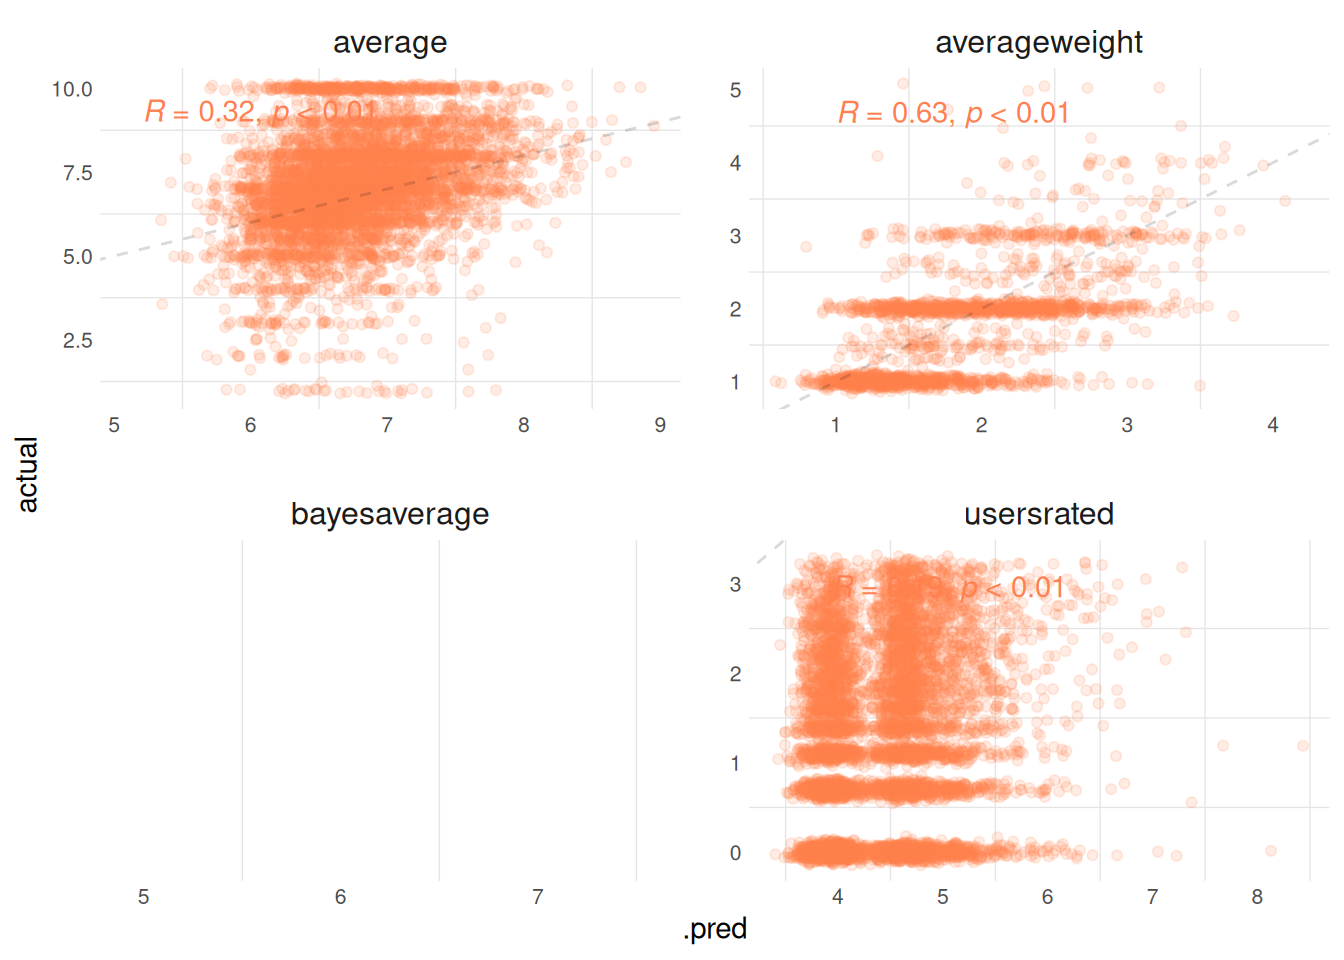 average
averageweight
10.0
7.5
5.0
2.5
R = 0.32, p < 0.01
5 6 7 8 9
5
4
3
2
1
R = 0.63, p < 0.01
1 2 3 4
actual
bayesaverage
usersrated
5 6 7
3
2
1
0
R = p < 0.01
4 5 6 7 8
.pred